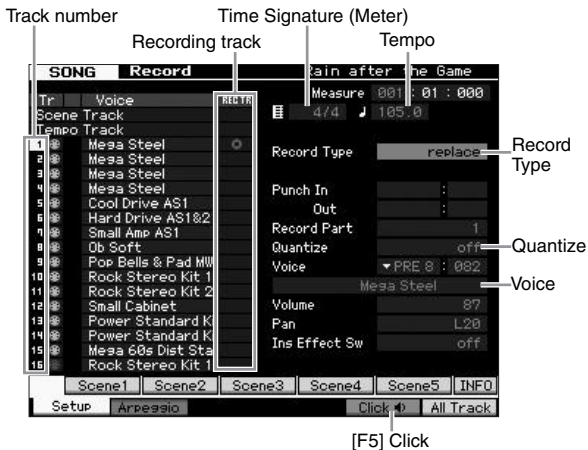 Track number
Time Signature (Meter)
Recording track
Tempo
SONG Record Rain after the Game
Measure 001 : 01 : 000
Tr Voice REC TR
4/4 105.0
Scene Track
Tempo Track
1 Mega Steel
2 Mega Steel
3 Mega Steel
4 Mega Steel
5 Cool Drive AS1
6 Hard Drive AS1&2
7 Small Amp AS1
8 Ob Soft
9 Pop Bells & Pad MW
10 Rock Stereo Kit 1
11 Rock Stereo Kit 2
12 Small Cabinet
13 Power Standard K
14 Power Standard K
15 Mega 60s Dist Sta
16 Rock Stereo Kit 1
Record Type replace
Punch In :
Out :
Record Part 1
Quantize off
Voice PRE 8 : 082
Mega Steel
Volume 87
Pan L20
Ins Effect Sw off
Record Type
Quantize
Voice
Scene1 Scene2 Scene3 Scene4 Scene5 INFO
Setup Arpeggio Click All Track
[F5] Click